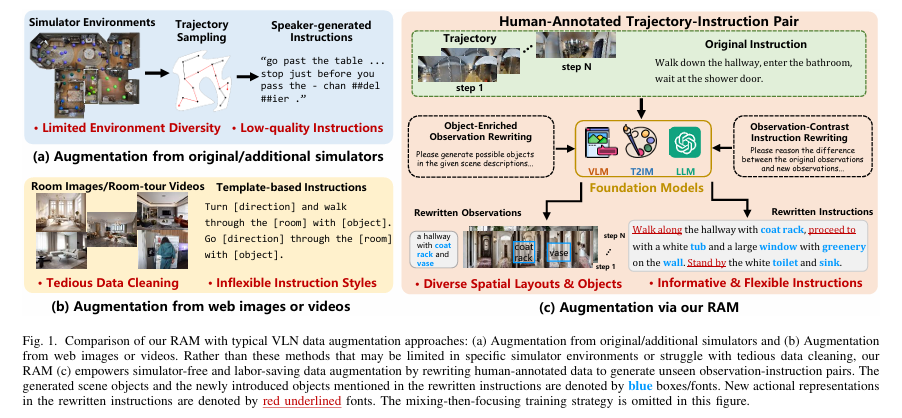 Simulator Environments
Trajectory
Sampling
Speaker-generated
Instructions
“go past the table ...
stop just before you
pass the - chan ##del
##ier .”
• Limited Environment Diversity • Low-quality Instructions
(a) Augmentation from original/additional simulators
Room Images/Room-tour Videos
Template-based Instructions
Turn [direction] and walk
through the [room] with [object].
Go [direction] through the [room]
with [object].
• Tedious Data Cleaning • Inflexible Instruction Styles
(b) Augmentation from web images or videos
Human-Annotated Trajectory-Instruction Pair
Trajectory
step 1
step N
Original Instruction
Walk down the hallway, enter the bathroom,
wait at the shower door.
Object-Enriched
Observation Rewriting
Please generate possible objects
in the given scene descriptions...
VLM T2IM LLM
Foundation Models
Observation-Contrast
Instruction Rewriting
Please reason the difference
between the original observations
and new observations...
Rewritten Observations
a hallway
with coat
rack and
vase
coat
rack
vase
step N
step 1
Rewritten Instructions
Walk along the hallway with coat rack, proceed to
with a white tub and a large window with greenery
on the wall. Stand by the white toilet and sink.
• Diverse Spatial Layouts & Objects • Informative & Flexible Instructions
(c) Augmentation via our RAM
Fig. 1. Comparison of our RAM with typical VLN data augmentation approaches: (a) Augmentation from original/additional simulators and (b) Augmentation
from web images or videos. Rather than these methods that may be limited in specific simulator environments or struggle with tedious data cleaning, our
RAM (c) empowers simulator-free and labor-saving data augmentation by rewriting human-annotated data to generate unseen observation-instruction pairs. The
generated scene objects and the newly introduced objects mentioned in the rewritten instructions are denoted by blue boxes/fonts. New actional representations
in the rewritten instructions are denoted by red underlined fonts. The mixing-then-focusing training strategy is omitted in this figure.